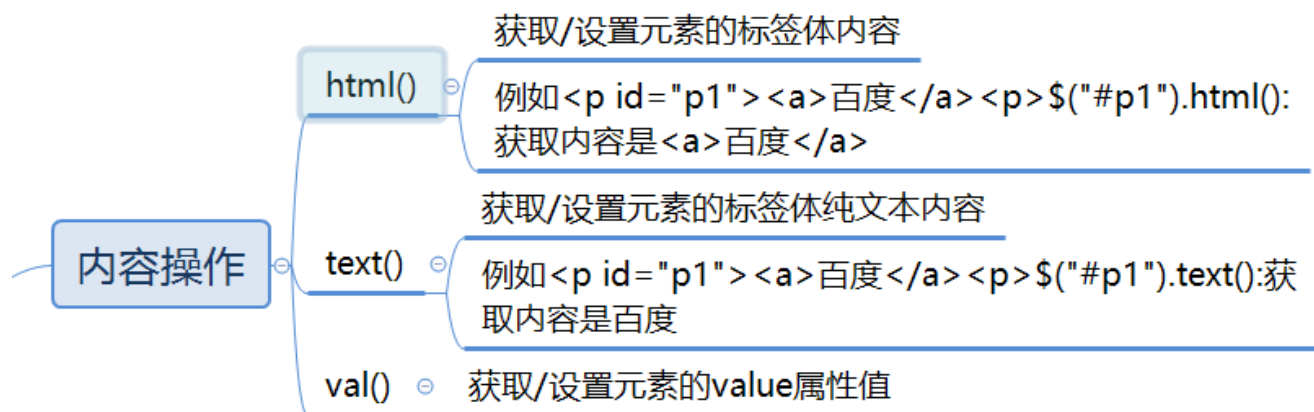 内容操作
html()
获取/设置元素的标签体内容
例如<p id="p1"><a>百度</a><p>$("#p1").html():
获取内容是<a>百度</a>
text()
获取/设置元素的标签体纯文本内容
例如<p id="p1"><a>百度</a><p>$("#p1").text():获
取内容是百度
val()
获取/设置元素的value属性值